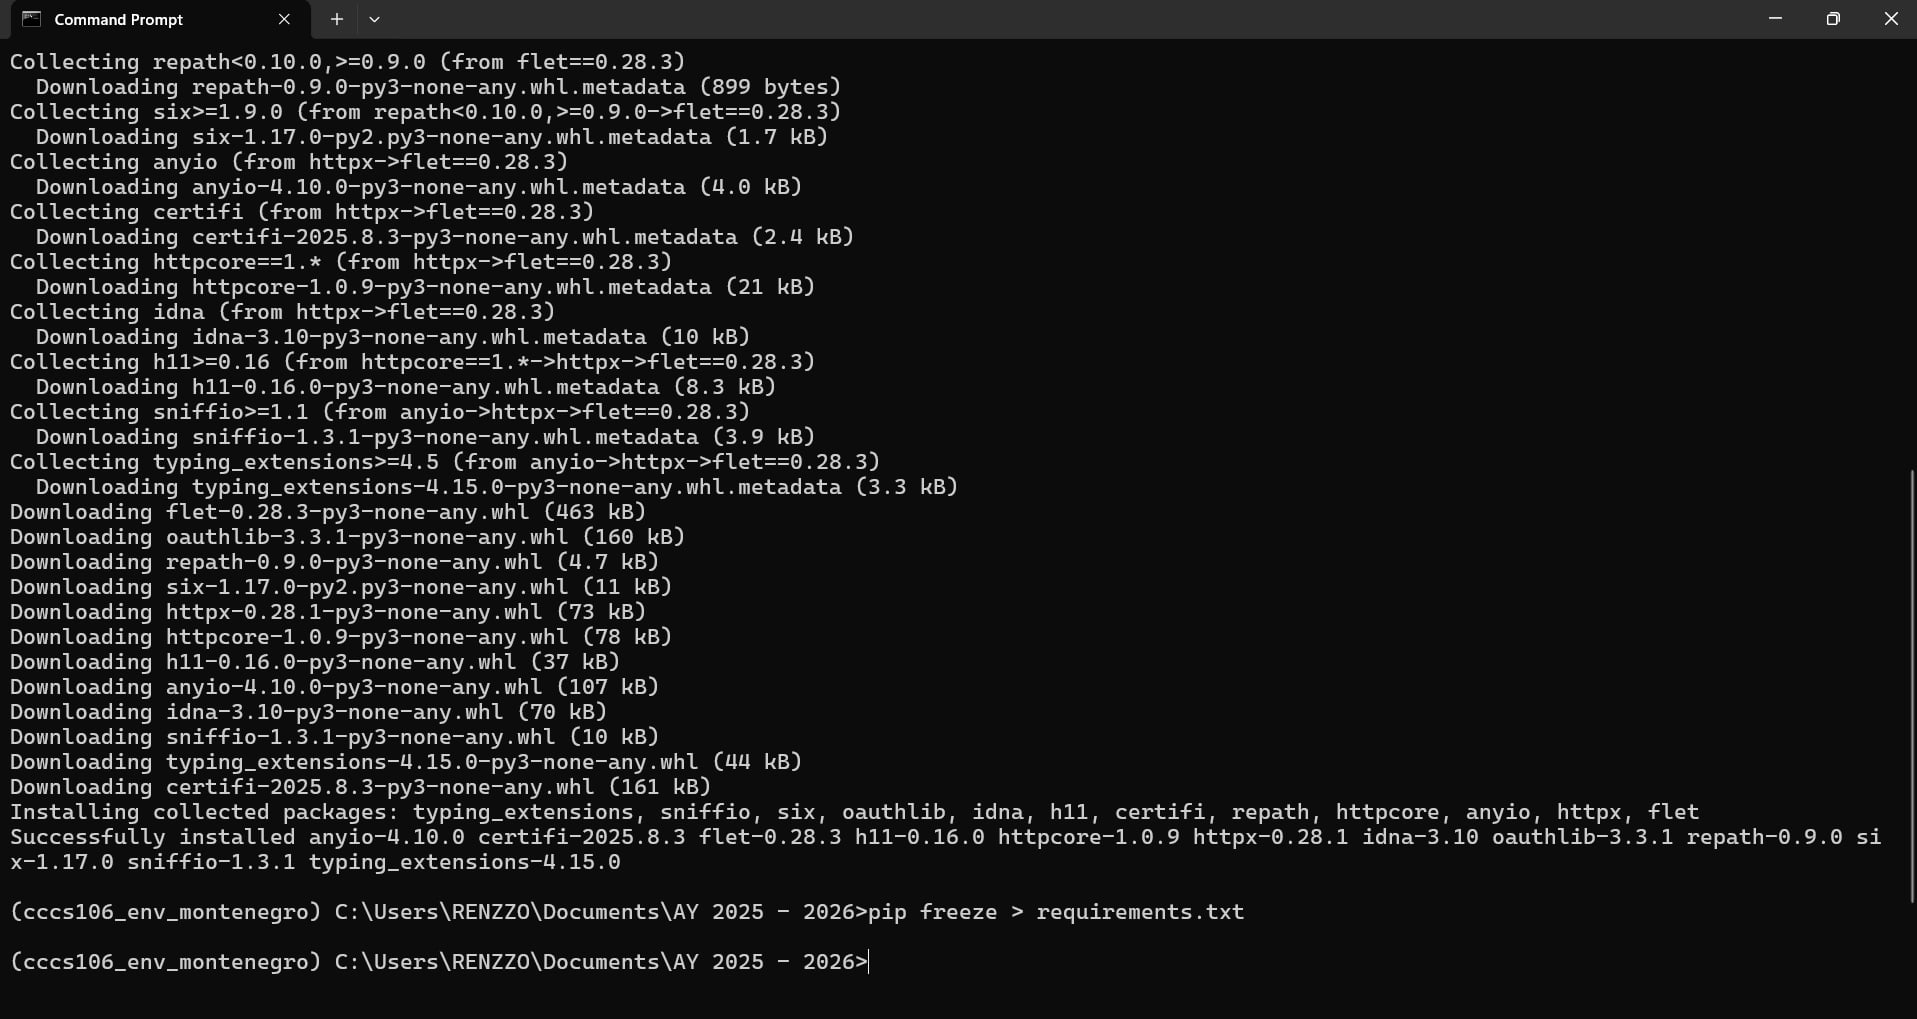 Command Prompt
Collecting repath<0.10.0,>=0.9.0 (from flet==0.28.3)
  Downloading repath-0.9.0-py3-none-any.whl.metadata (899 bytes)
Collecting six>=1.9.0 (from repath<0.10.0,>=0.9.0->flet==0.28.3)
  Downloading six-1.17.0-py2.py3-none-any.whl.metadata (1.7 kB)
Collecting anyio (from httpx->flet==0.28.3)
  Downloading anyio-4.10.0-py3-none-any.whl.metadata (4.0 kB)
Collecting certifi (from httpx->flet==0.28.3)
  Downloading certifi-2025.8.3-py3-none-any.whl.metadata (2.4 kB)
Collecting httpcore==1.* (from httpx->flet==0.28.3)
  Downloading httpcore-1.0.9-py3-none-any.whl.metadata (21 kB)
Collecting idna (from httpx->flet==0.28.3)
  Downloading idna-3.10-py3-none-any.whl.metadata (10 kB)
Collecting h11>=0.16 (from httpcore==1.*->httpx->flet==0.28.3)
  Downloading h11-0.16.0-py3-none-any.whl.metadata (8.3 kB)
Collecting sniffio>=1.1 (from anyio->httpx->flet==0.28.3)
  Downloading sniffio-1.3.1-py3-none-any.whl.metadata (3.9 kB)
Collecting typing_extensions>=4.5 (from anyio->httpx->flet==0.28.3)
  Downloading typing_extensions-4.15.0-py3-none-any.whl.metadata (3.3 kB)
Downloading flet-0.28.3-py3-none-any.whl (463 kB)
Downloading oauthlib-3.3.1-py3-none-any.whl (160 kB)
Downloading repath-0.9.0-py3-none-any.whl (4.7 kB)
Downloading six-1.17.0-py2.py3-none-any.whl (11 kB)
Downloading httpx-0.28.1-py3-none-any.whl (73 kB)
Downloading httpcore-1.0.9-py3-none-any.whl (78 kB)
Downloading h11-0.16.0-py3-none-any.whl (37 kB)
Downloading anyio-4.10.0-py3-none-any.whl (107 kB)
Downloading idna-3.10-py3-none-any.whl (70 kB)
Downloading sniffio-1.3.1-py3-none-any.whl (10 kB)
Downloading typing_extensions-4.15.0-py3-none-any.whl (44 kB)
Downloading certifi-2025.8.3-py3-none-any.whl (161 kB)
Installing collected packages: typing_extensions, sniffio, six, oauthlib, idna, h11, certifi, repath, httpcore, anyio, httpx, flet
Successfully installed anyio-4.10.0 certifi-2025.8.3 flet-0.28.3 h11-0.16.0 httpcore-1.0.9 httpx-0.28.1 idna-3.10 oauthlib-3.3.1 repath-0.9.0 si
x-1.17.0 sniffio-1.3.1 typing_extensions-4.15.0
(cccs106_env_montenegro) C:\Users\RENZZO\Documents\AY 2025 - 2026>pip freeze > requirements.txt
(cccs106_env_montenegro) C:\Users\RENZZO\Documents\AY 2025 - 2026>